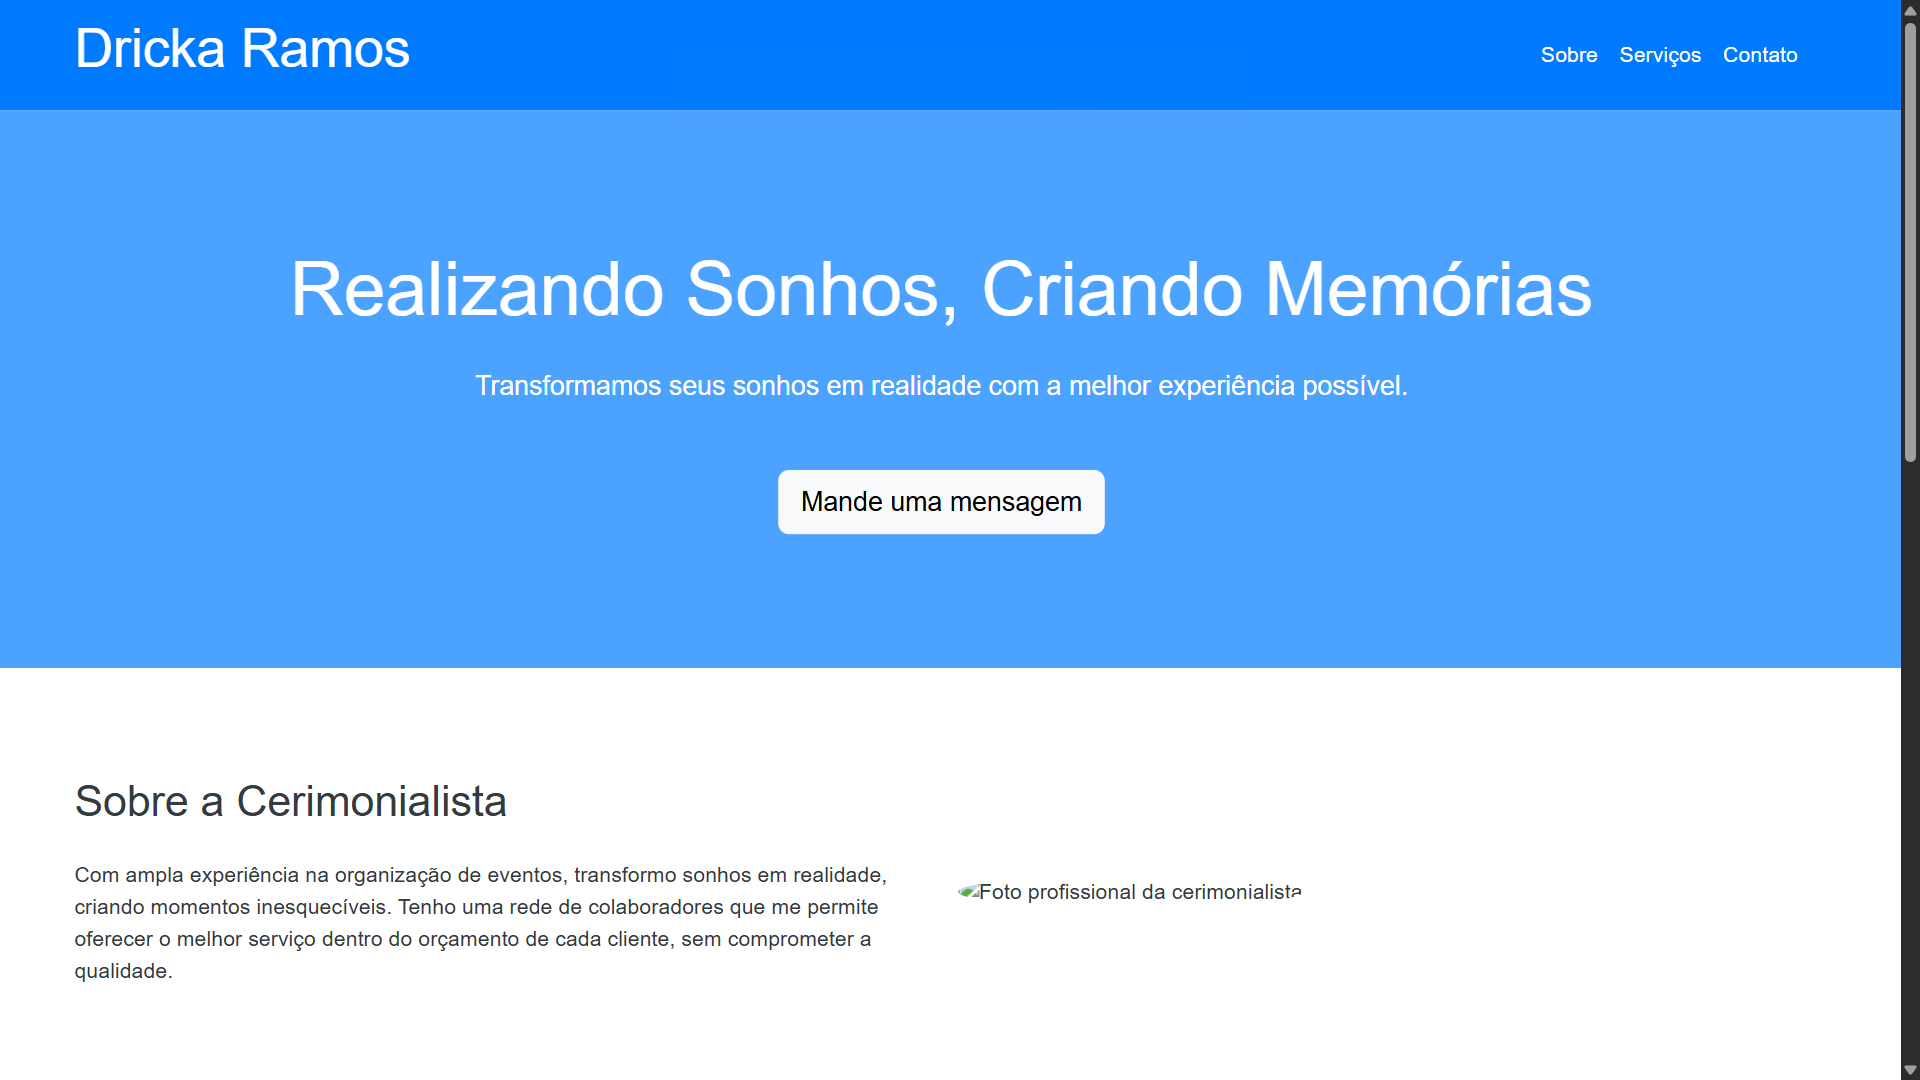 Dricka Ramos
Sobre Serviços Contato
Realizando Sonhos, Criando Memórias
Transformamos seus sonhos em realidade com a melhor experiência possível.
Mande uma mensagem
Sobre a Cerimonialista
Com ampla experiência na organização de eventos, transformo sonhos em realidade,
criando momentos inesquecíveis. Tenho uma rede de colaboradores que me permite
oferecer o melhor serviço dentro do orçamento de cada cliente, sem comprometer a
qualidade.
Foto profissional da cerimonialista